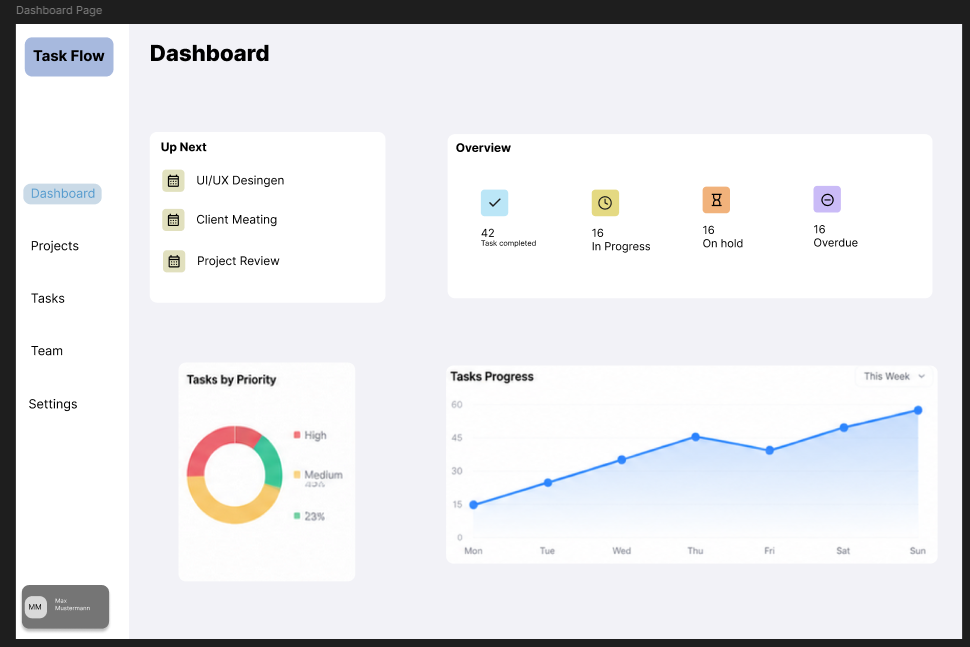 Dashboard Page
Task Flow
Dashboard
Dashboard
Projects
Tasks
Team
Settings
MM
Max
Mustermann
Up Next
UI/UX Desingen
Client Meating
Project Review
Overview
42
Task completed
16
In Progress
16
On hold
16
Overdue
Tasks by Priority
High
Medium
23%
Tasks Progress
This Week
60
45
30
15
0
Mon Tue Wed Thu Fri Sat Sun